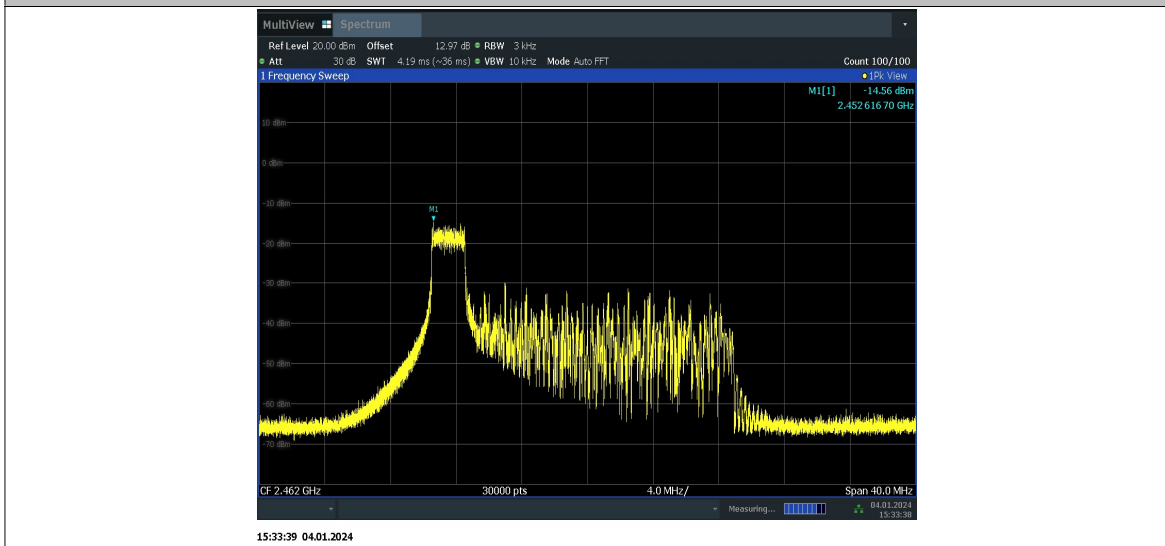 MultiView Spectrum
Ref Level 20.00 dBm Offset 12.97 dB RBW 3 kHz
Att 30 dB SWT 4.19 ms (~36 ms) VBW 10 kHz Mode Auto FFT Count 100/100
1 Frequency Sweep 1Pk View
M1[1] -14.56 dBm
2.452 616 70 GHz
10 dBm
0 dBm
-10 dBm
M1
-20 dBm
-30 dBm
-40 dBm
-50 dBm
-60 dBm
-70 dBm
CF 2.462 GHz 30000 pts 4.0 MHz/ Span 40.0 MHz
Measuring... 04.01.2024
15:33:38
15:33:39 04.01.2024